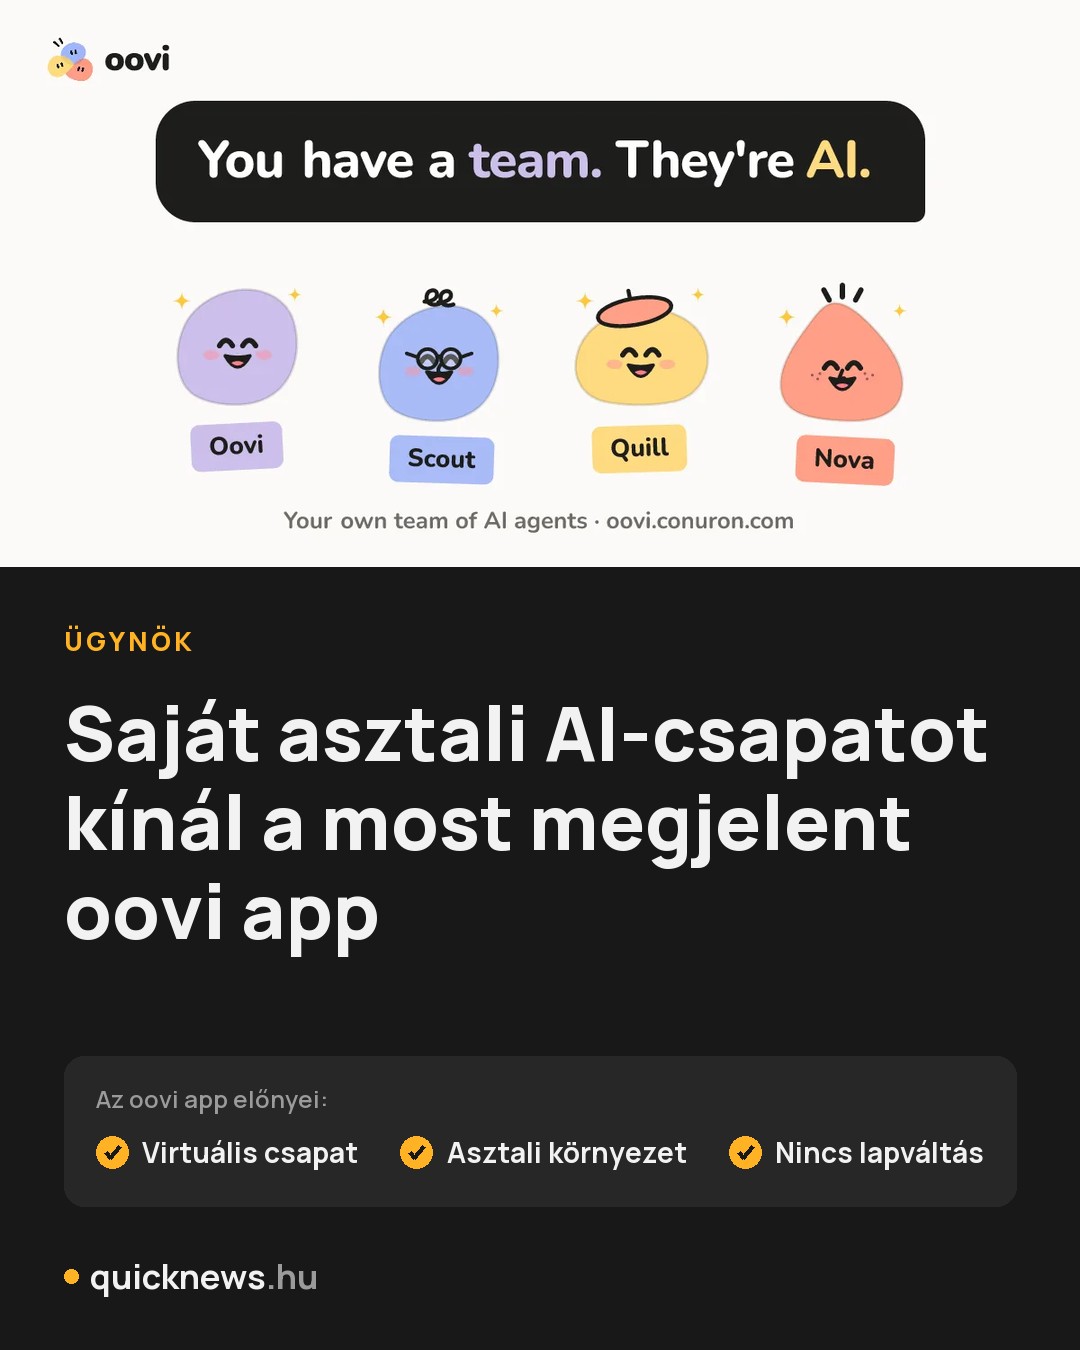 oovi
You have a team. They're AI.
Oovi
Scout
Quill
Nova
Your own team of AI agents · oovi.conuron.com
ÜGYNÖK
Saját asztali AI-csapatot
kínál a most megjelent
oovi app
Az oovi app előnyei:
Virtuális csapat
Asztali környezet
Nincs lapváltás
quicknews.hu